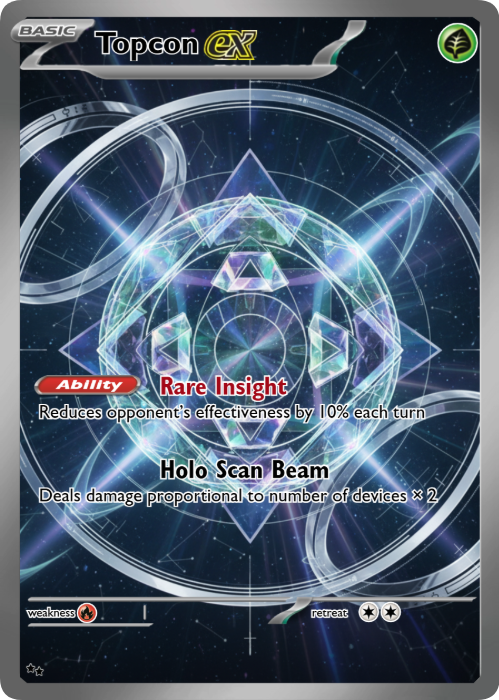 BASIC
Topcon ex
Ability Rare Insight
Reduces opponent's effectiveness by 10% each turn
Holo Scan Beam
Deals damage proportional to number of devices × 2
weakness retreat